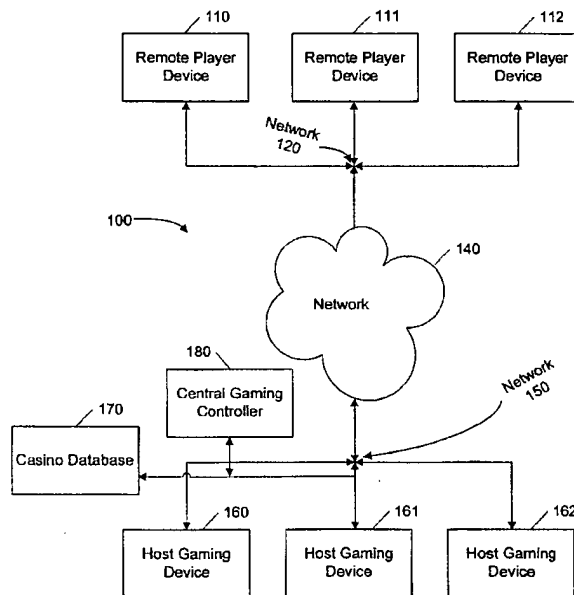 110
111
112
Remote Player
Device
Remote Player
Device
Remote Player
Device
Network
120
100
140
Network
180
Central Gaming
Controller
170
Casino Database
Network
150
160
161
162
Host Gaming
Device
Host Gaming
Device
Host Gaming
Device